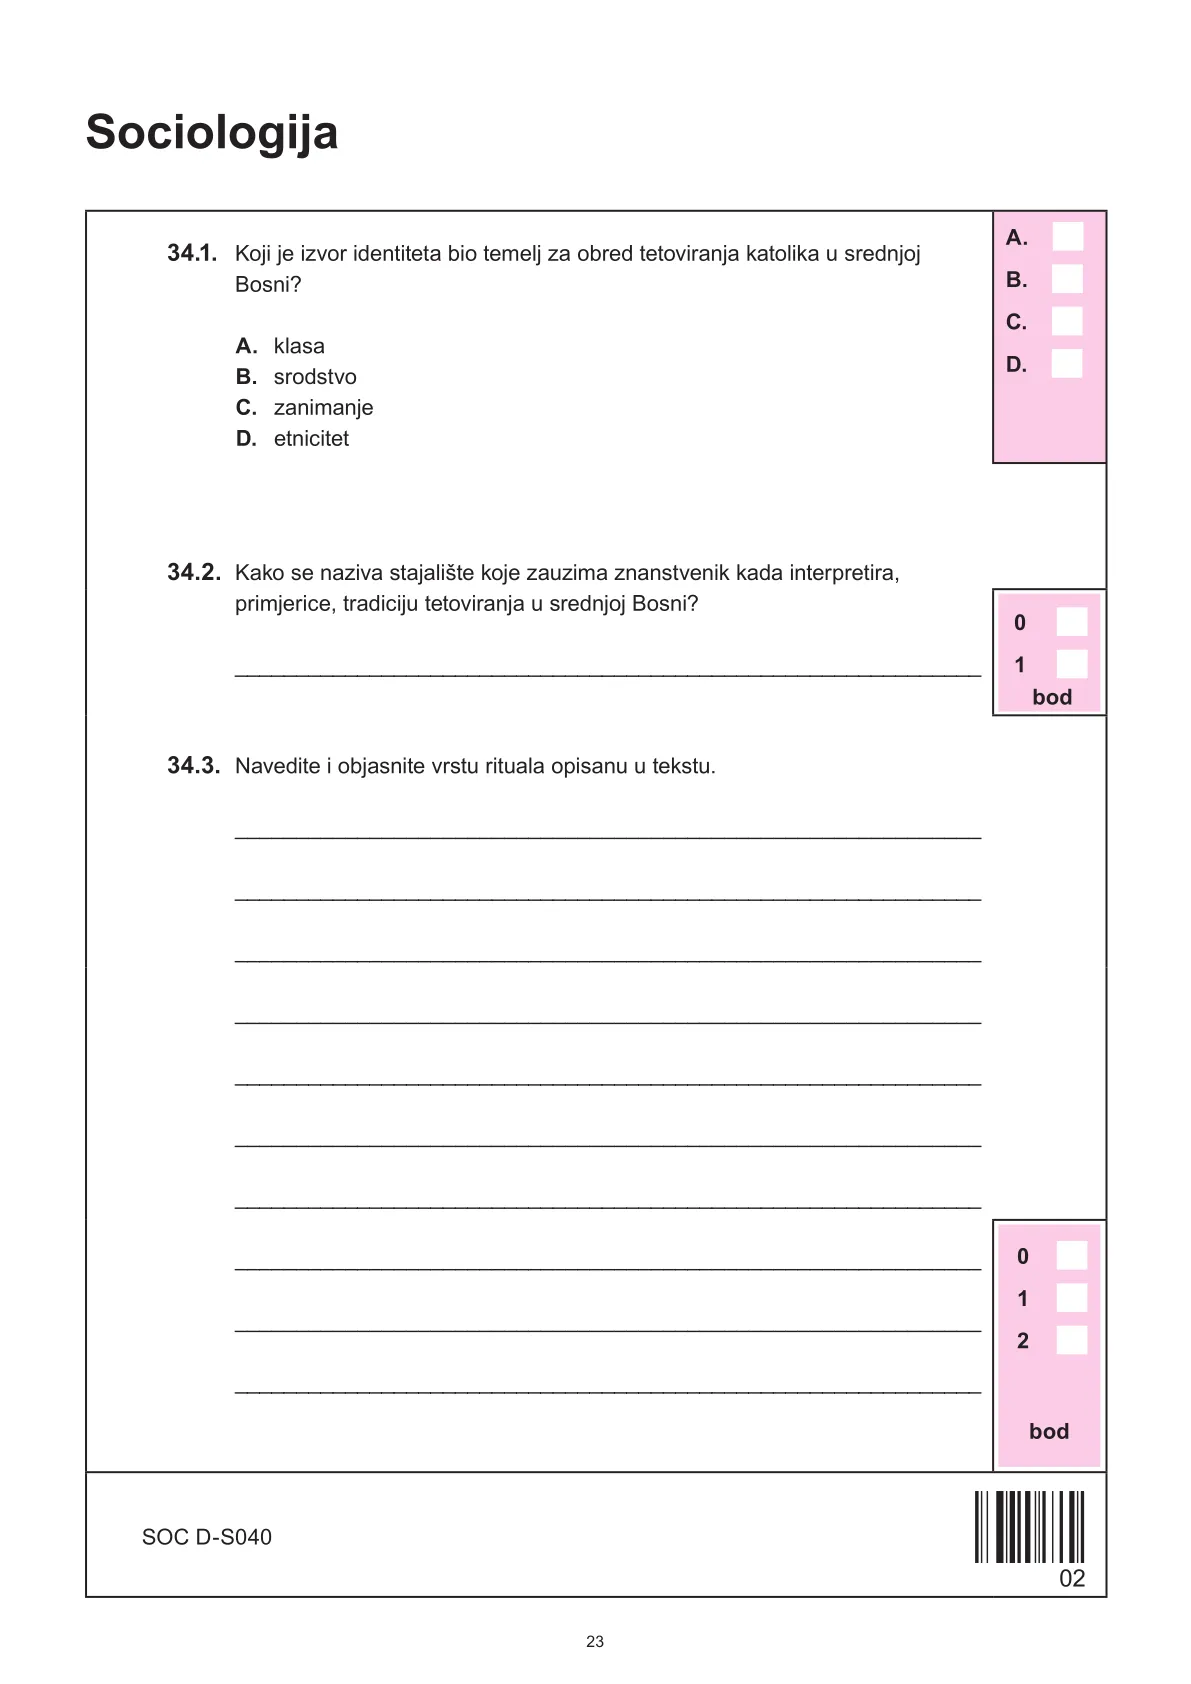 Sociologija
34.1. Koji je izvor identiteta bio temelj za obred tetoviranja katolika u srednjoj
Bosni?
A. klasa
B. srodstvo
C. zanimanje
D. etnicitet
A.
B.
C.
D.
34.2. Kako se naziva stajalište koje zauzima znanstvenik kada interpretira,
primjerice, tradiciju tetoviranja u srednjoj Bosni?
0
1
bod
34.3. Navedite i objasnite vrstu rituala opisanu u tekstu.
0
1
2
bod
SOC D-S040
02
23